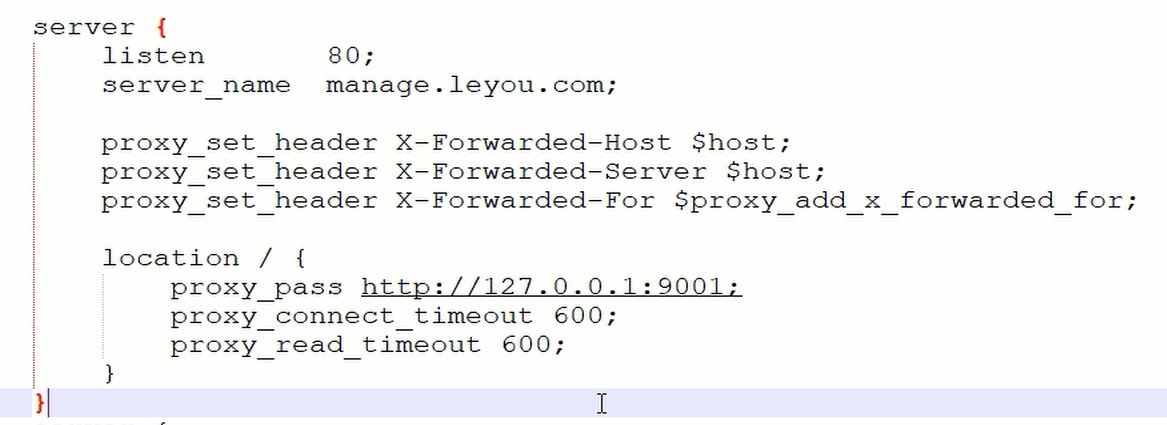 server {
listen 80;
server_name manage.leyou.com;
proxy_set_header X-Forwarded-Host $host;
proxy_set_header X-Forwarded-Server $host;
proxy_set_header X-Forwarded-For $proxy_add_x_forwarded_for;
location / {
proxy_pass http://127.0.0.1:9001;
proxy_connect_timeout 600;
proxy_read_timeout 600;
}
}